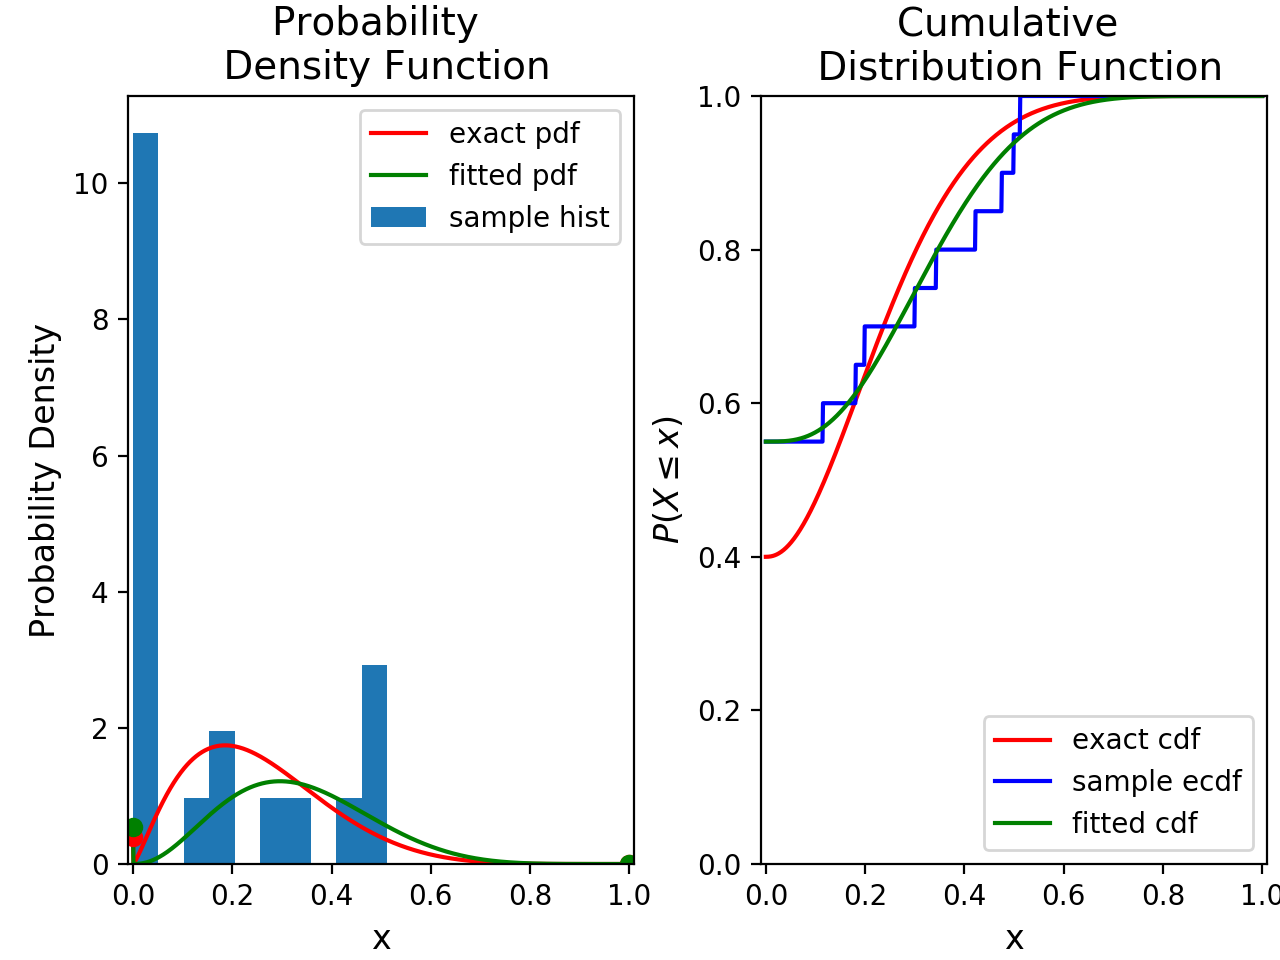 Probability
Density Function
exact pdf
fitted pdf
sample hist
Probability Density
10
8
6
4
2
0
0.0 0.2 0.4 0.6 0.8 1.0
x
Cumulative
Distribution Function
P(X ≤ x)
1.0
0.8
0.6
0.4
0.2
0.0
exact cdf
sample ecdf
fitted cdf
0.0 0.2 0.4 0.6 0.8 1.0
x